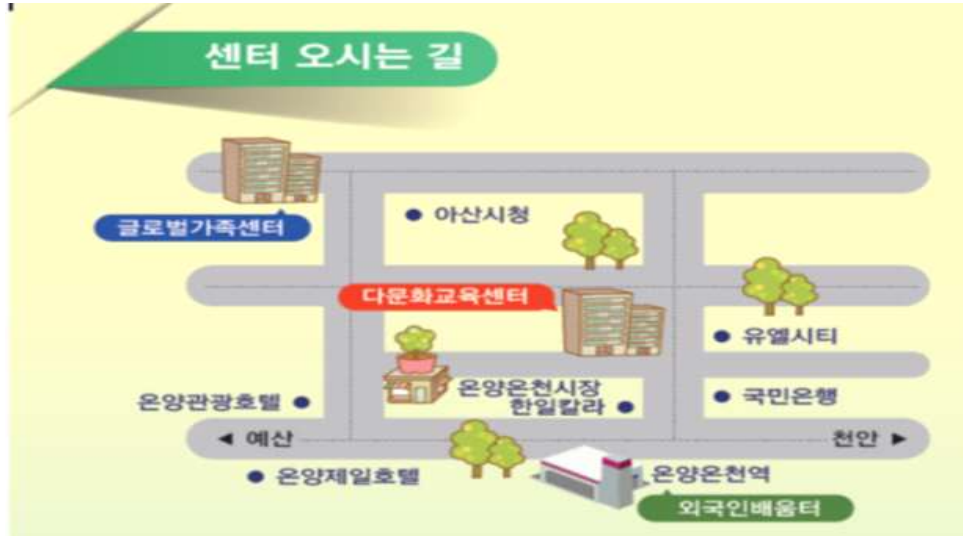 센터 오시는 길
글로벌가족센터
아산시청
다문화교육센터
유엘시티
온양관광호텔
온양온천시장
한일칼라
국민은행
◀ 예산
천안 ▶
온양제일호텔
온양온천역
외국인배움터